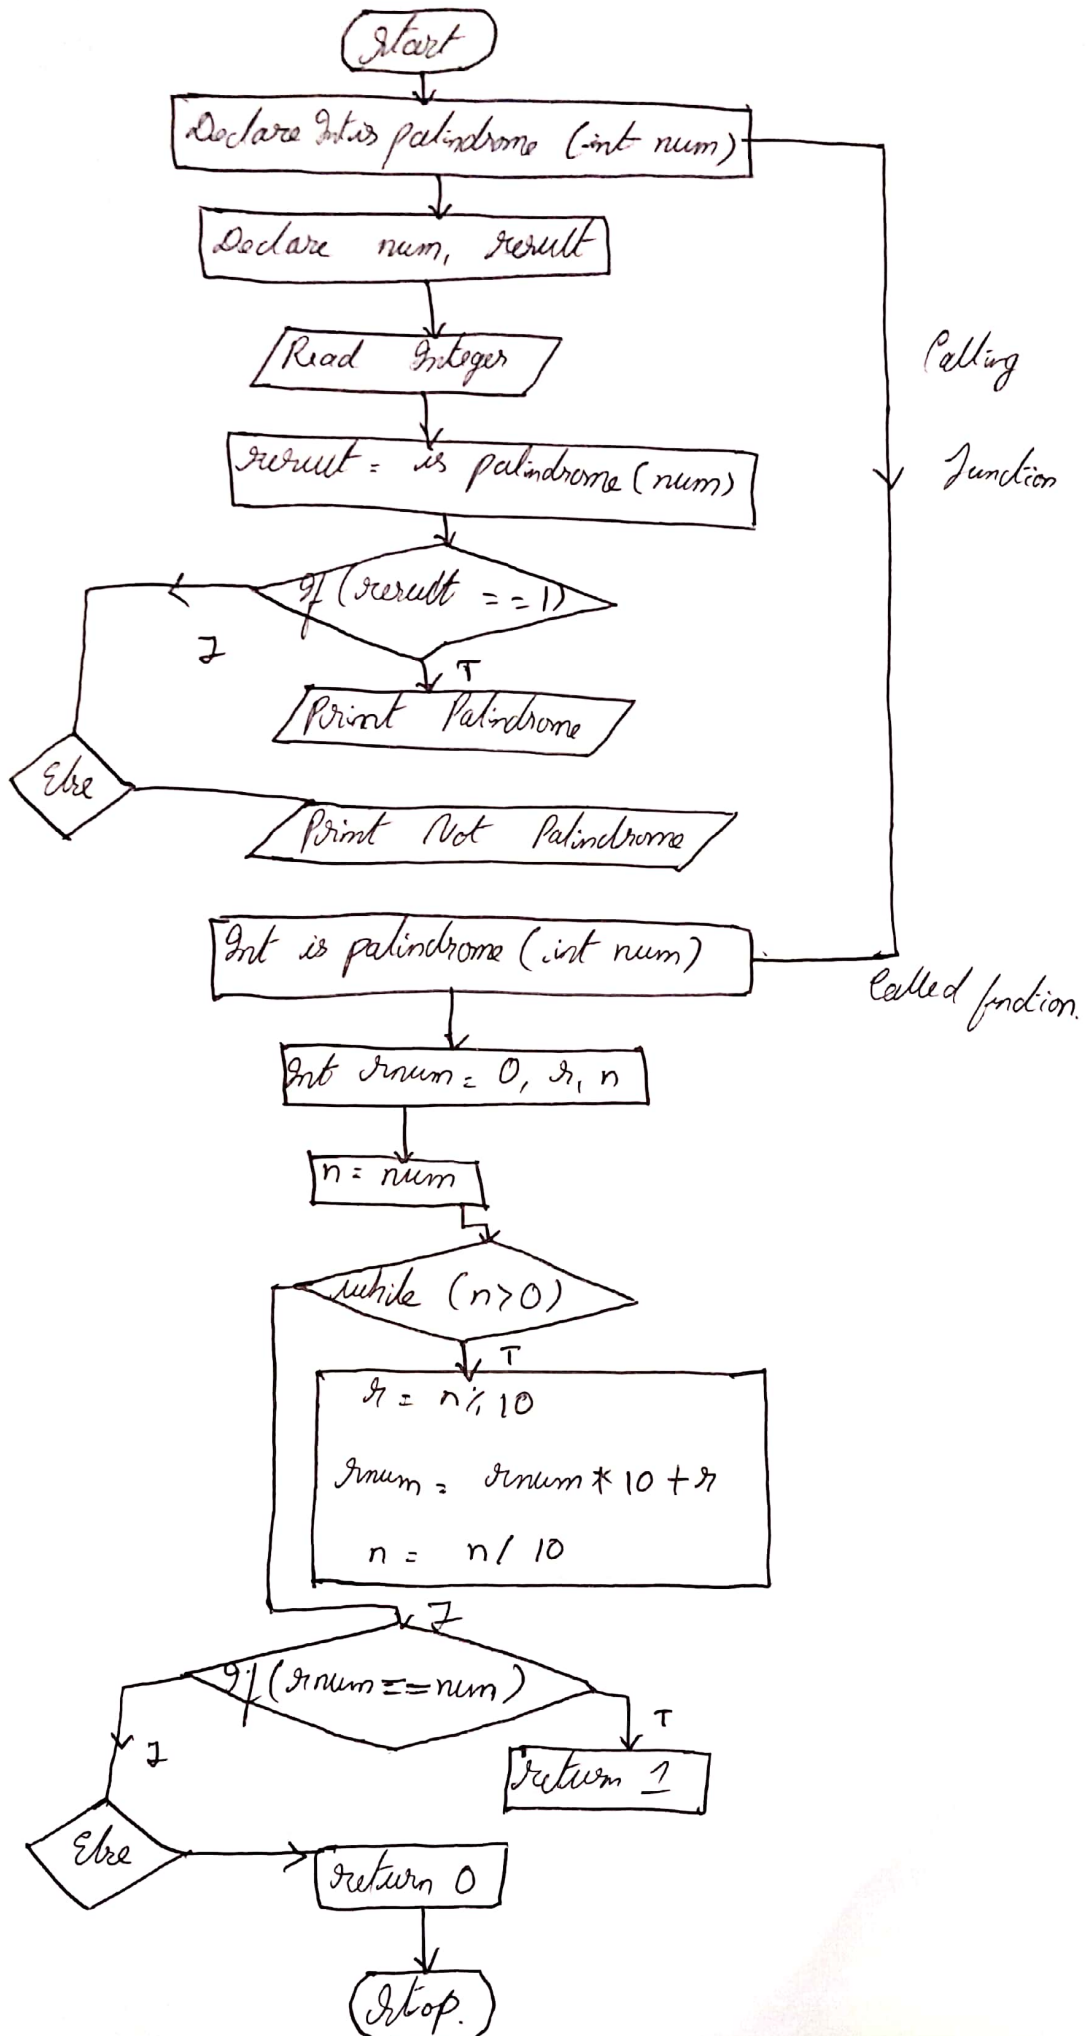 Start
Declare Int is palindrome (int num)
Declare num, result
Read Integer
Calling
function
result = is palindrome (num)
If (result == 1)
F
T
Print Palindrome
Else
Print Not Palindrome
Int is palindrome (int num)
Called function.
Int rnum = 0, r, n
n = num
while (n>0)
T
r = n % 10
rnum = rnum * 10 + r
n = n / 10
F
If (rnum == num)
T
F
return 1
Else
return 0
Stop.